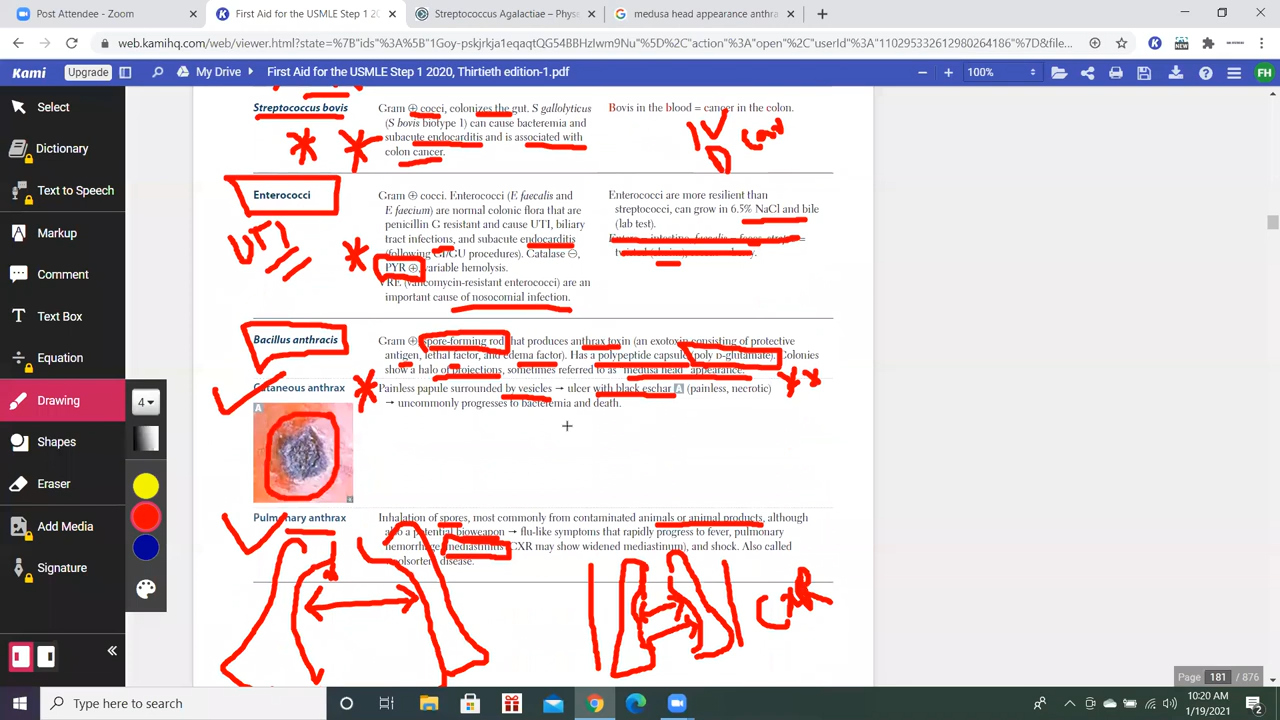 Post Attendee - Zoom
First Aid for the USMLE Step 1 2
Streptococcus Agalactiae – Phys
medusa head appearance anthra
web.kamihq.com/web/viewer.html?state=%7B"ids"%3A%5B"1Goy-pskjrkja1eqaqtQG54BBHzlwm9Nu"%5D%2C"action"%3A"open"%2C"userId"%3A"110295332612980264186"%7D&file...
NEW
Kami
Upgrade
My Drive
First Aid for the USMLE Step 1 2020, Thirtieth edition-1.pdf
100%
FH
Select
Dictionary
Text to Speech
Markup
Comment
Text Box
Equation
Drawing
Shapes
Eraser
Add Media
Signature
4
Streptococcus bovis
Gram ⊕ cocci, colonizes the gut. S gallolyticus
(S bovis biotype 1) can cause bacteremia and
subacute endocarditis and is associated with
colon cancer.
Bovis in the blood = cancer in the colon.
Enterococci
UTI
Gram ⊕ cocci. Enterococci (E faecalis and
E faecium) are normal colonic flora that are
penicillin G resistant and cause UTI, biliary
tract infections, and subacute endocarditis
(following GI/GU procedures). Catalase ⊖,
PYR ⊕, variable hemolysis.
VRE (vancomycin-resistant enterococci) are an
important cause of nosocomial infection.
Enterococci are more resilient than
streptococci, can grow in 6.5% NaCl and bile
(lab test).
Bacillus anthracis
Gram ⊕ spore-forming rod that produces anthrax toxin (an exotoxin consisting of protective
antigen, lethal factor, and edema factor). Has a polypeptide capsule (poly D-glutamate). Colonies
show a halo of projections, sometimes referred to as "medusa head" appearance.
Cutaneous anthrax
Painless papule surrounded by vesicles → ulcer with black eschar A (painless, necrotic)
→ uncommonly progresses to bacteremia and death.
A
Pulmonary anthrax
Inhalation of spores, most commonly from contaminated animals or animal products, although
also a potential bioweapon → flu-like symptoms that rapidly progress to fever, pulmonary
hemorrhage, mediastinitis (CXR may show widened mediastinum), and shock. Also called
woolsorter's disease.
CXR
Page 181 / 876
Type here to search
10:20 AM
1/19/2021
2